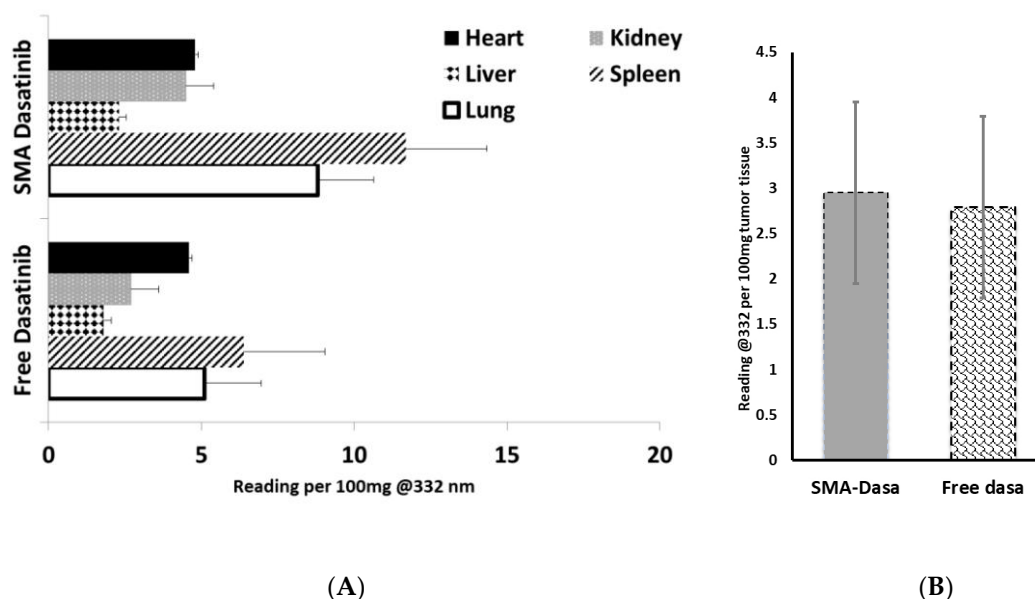 SMA Dasatinib
Free Dasatinib
Heart
Kidney
Liver
Spleen
Lung
0 5 10 15 20
Reading per 100mg @332 nm
(A)
Reading @332 per 100mg tumor tissue
4.5
4
3.5
3
2.5
2
1.5
1
0.5
0
SMA-Dasa Free dasa
(B)